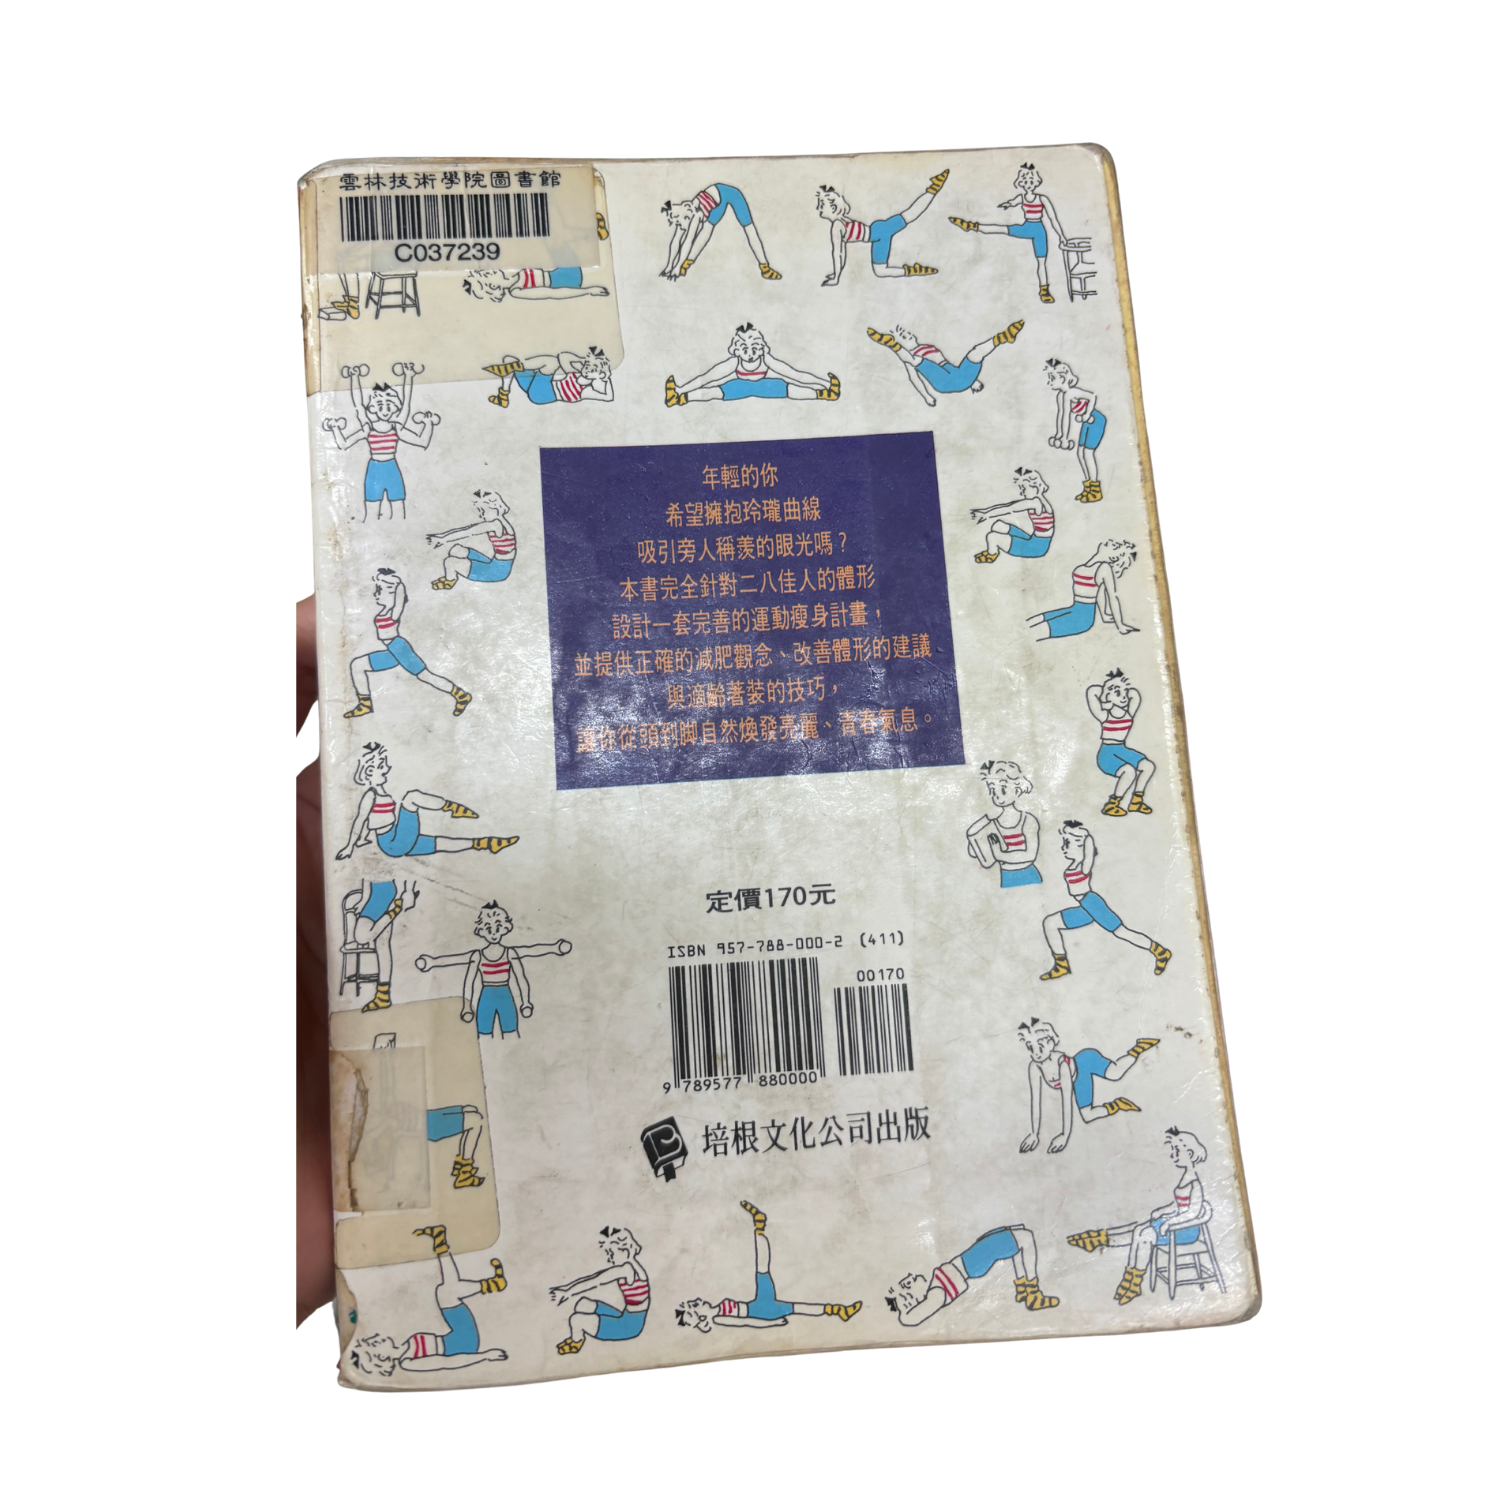 雲林技術學院圖書館
C037239
年輕的你
希望擁抱玲瓏曲線
吸引旁人稱羨的眼光嗎？
本書完全針對二八佳人的體形
設計一套完善的運動瘦身計畫，
並提供正確的減肥觀念、改善體形的建議
與適齡著裝的技巧，
讓你從頭到腳自然煥發亮麗、青春氣息。
定價170元
ISBN 957-788-000-2 (411)
00170
9 789577 880000
培根文化公司出版